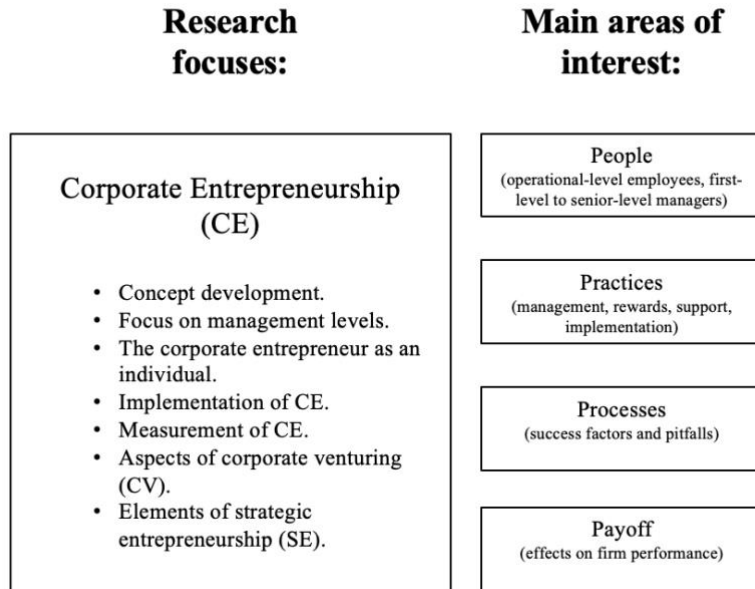 Research
focuses:
Main areas of
interest:
Corporate Entrepreneurship
(CE)
• Concept development.
• Focus on management levels.
• The corporate entrepreneur as an
individual.
• Implementation of CE.
• Measurement of CE.
• Aspects of corporate venturing
(CV).
• Elements of strategic
entrepreneurship (SE).
People
(operational-level employees, first-
level to senior-level managers)
Practices
(management, rewards, support,
implementation)
Processes
(success factors and pitfalls)
Payoff
(effects on firm performance)